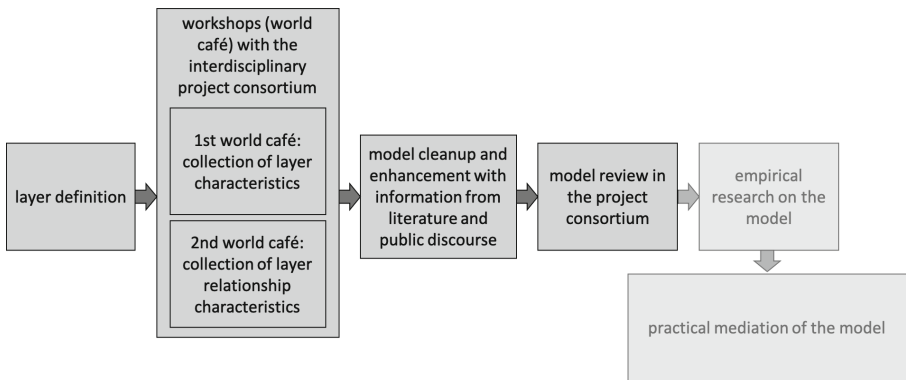 layer definition
workshops (world
café) with the
interdisciplinary
project consortium
1st world café:
collection of layer
characteristics
2nd world café:
collection of layer
relationship
characteristics
model cleanup and
enhancement with
information from
literature and
public discourse
model review in
the project
consortium
empirical
research on the
model
practical mediation of the model